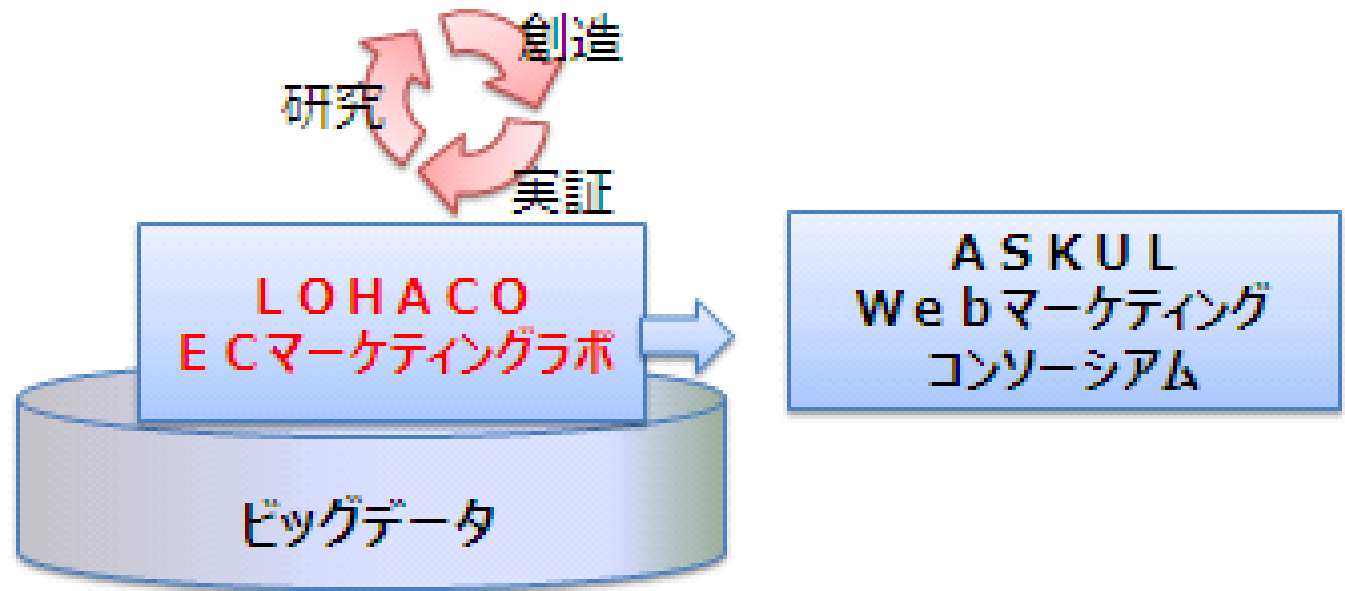 創造
研究
実証
ＬＯＨＡＣＯ
ＥＣマーケティングラボ
ＡＳＫＵＬ
Ｗｅｂマーケティング
コンソーシアム
ビッグデータ